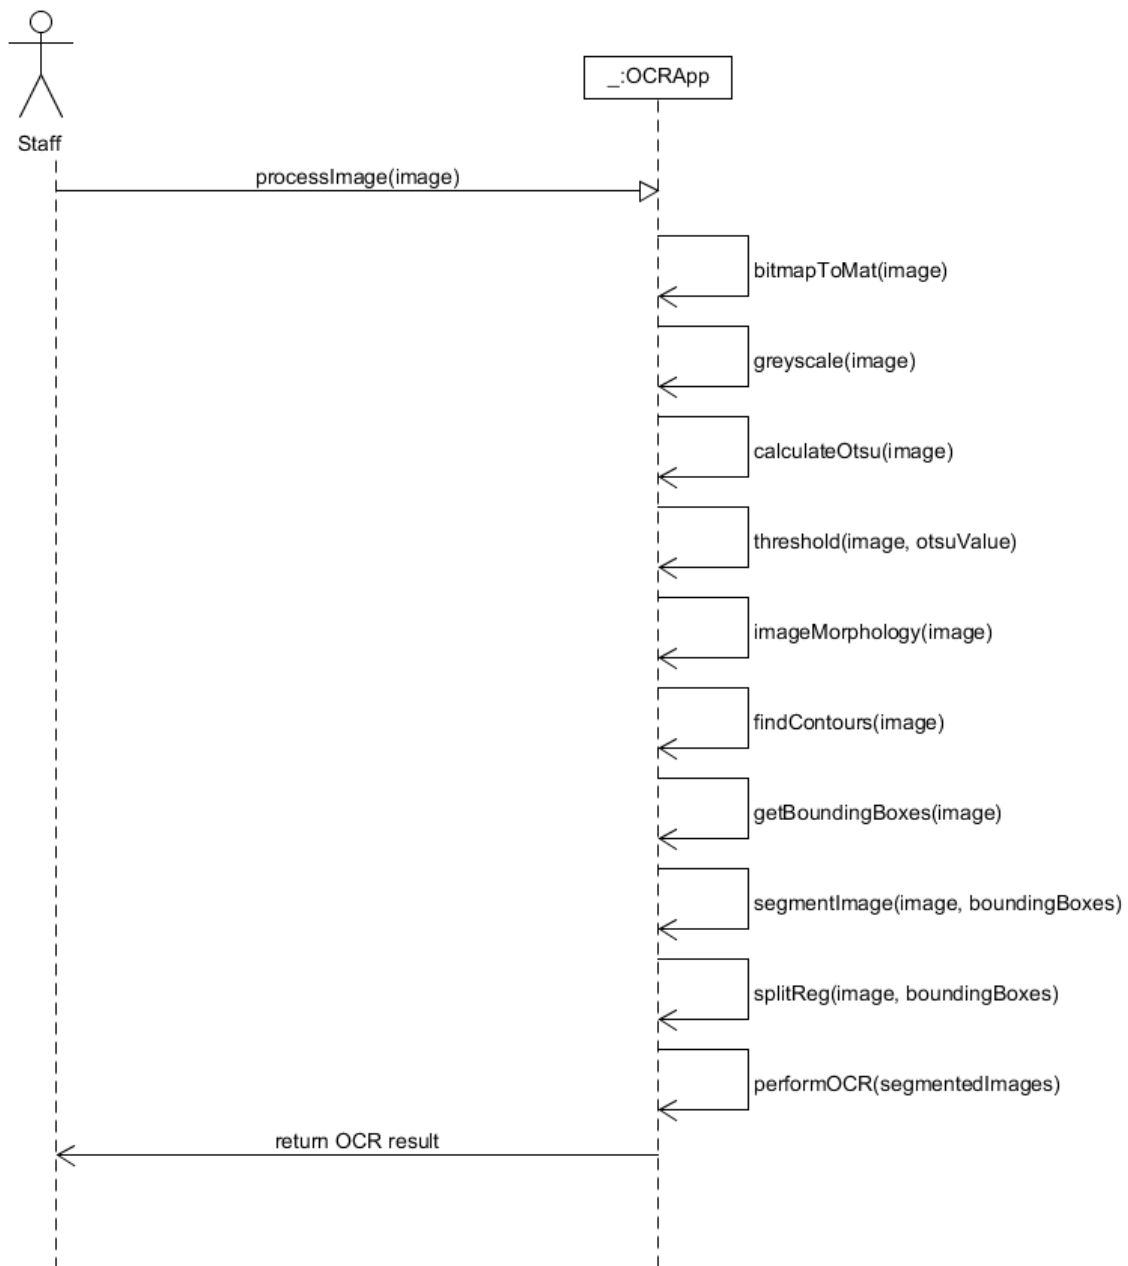 _:OCRApp
Staff
processImage(image)
bitmapToMat(image)
greyscale(image)
calculateOtsu(image)
threshold(image, otsuValue)
imageMorphology(image)
findContours(image)
getBoundingBoxes(image)
segmentImage(image, boundingBoxes)
splitReg(image, boundingBoxes)
performOCR(segmentedImages)
return OCR result